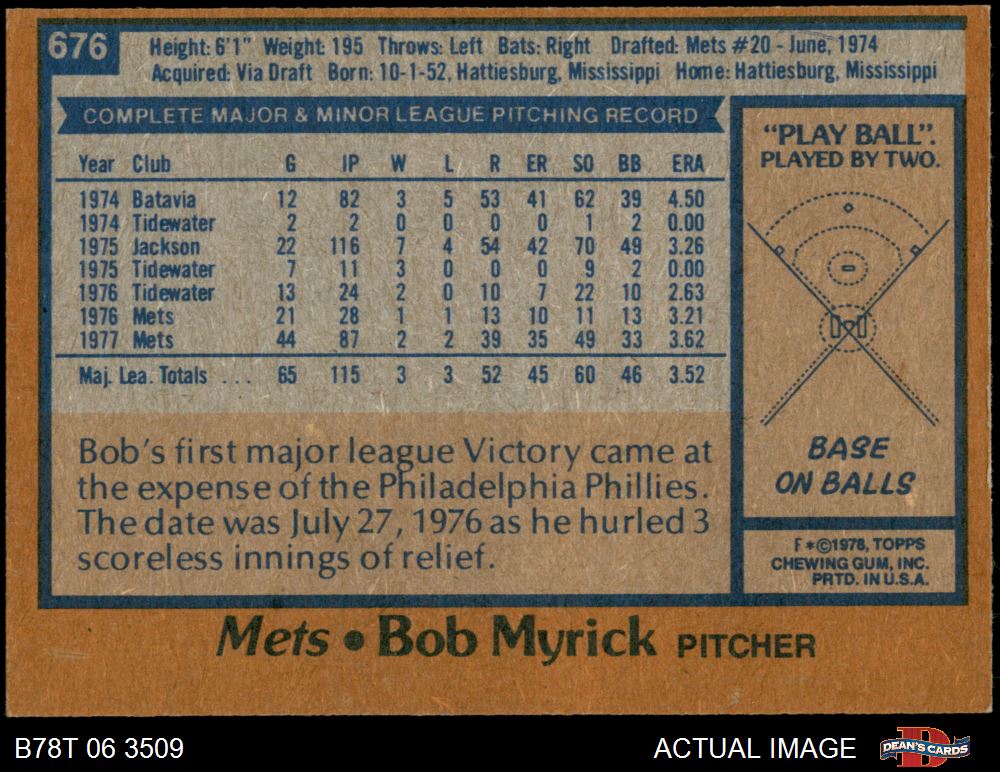 676
Height: 6'1" Weight: 195 Throws: Left Bats: Right Drafted: Mets #20 - June, 1974
Acquired: Via Draft Born: 10-1-52, Hattiesburg, Mississippi Home: Hattiesburg, Mississippi
COMPLETE MAJOR & MINOR LEAGUE PITCHING RECORD
Year Club G IP W L R ER SO BB ERA
1974 Batavia 12 82 3 5 53 41 62 39 4.50
1974 Tidewater 2 2 0 0 0 0 1 2 0.00
1975 Jackson 22 116 7 4 54 42 70 49 3.26
1975 Tidewater 7 11 3 0 0 0 9 2 0.00
1976 Tidewater 13 24 2 0 10 7 22 10 2.63
1976 Mets 21 28 1 1 13 10 11 13 3.21
1977 Mets 44 87 2 2 39 35 49 33 3.62
Maj. Lea. Totals ... 65 115 3 3 52 45 60 46 3.52
Bob's first major league Victory came at
the expense of the Philadelphia Phillies.
The date was July 27, 1976 as he hurled 3
scoreless innings of relief.
"PLAY BALL".
PLAYED BY TWO.
BASE
ON BALLS
F*©1978, TOPPS
CHEWING GUM, INC.
PRTD. IN U.S.A.
Mets • Bob Myrick PITCHER
B78T 06 3509
ACTUAL IMAGE
D
DEAN'S CARDS